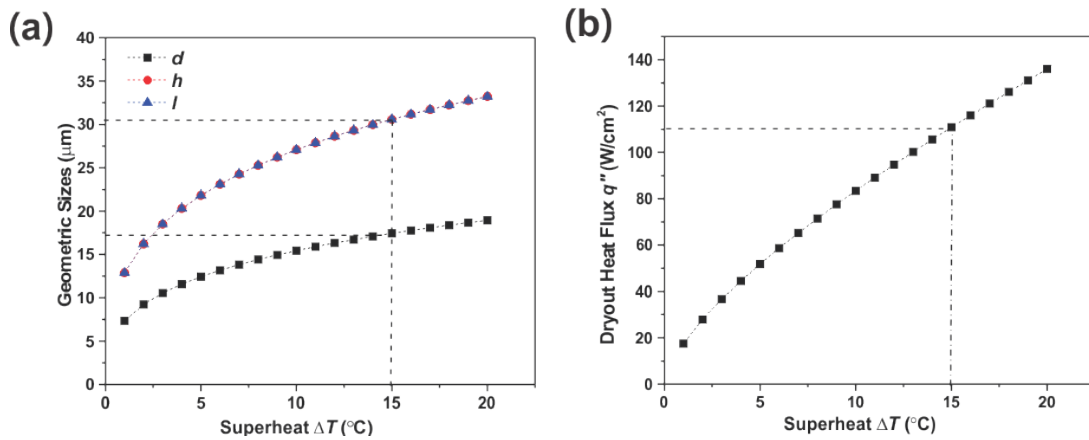 (a)
d
h
l
40
35
30
25
20
15
10
5
0
Geometric Sizes (μm)
0 5 10 15 20
Superheat ΔT (°C)
(b)
140
120
100
80
60
40
20
0
Dryout Heat Flux q" (W/cm²)
0 5 10 15 20
Superheat ΔT (°C)